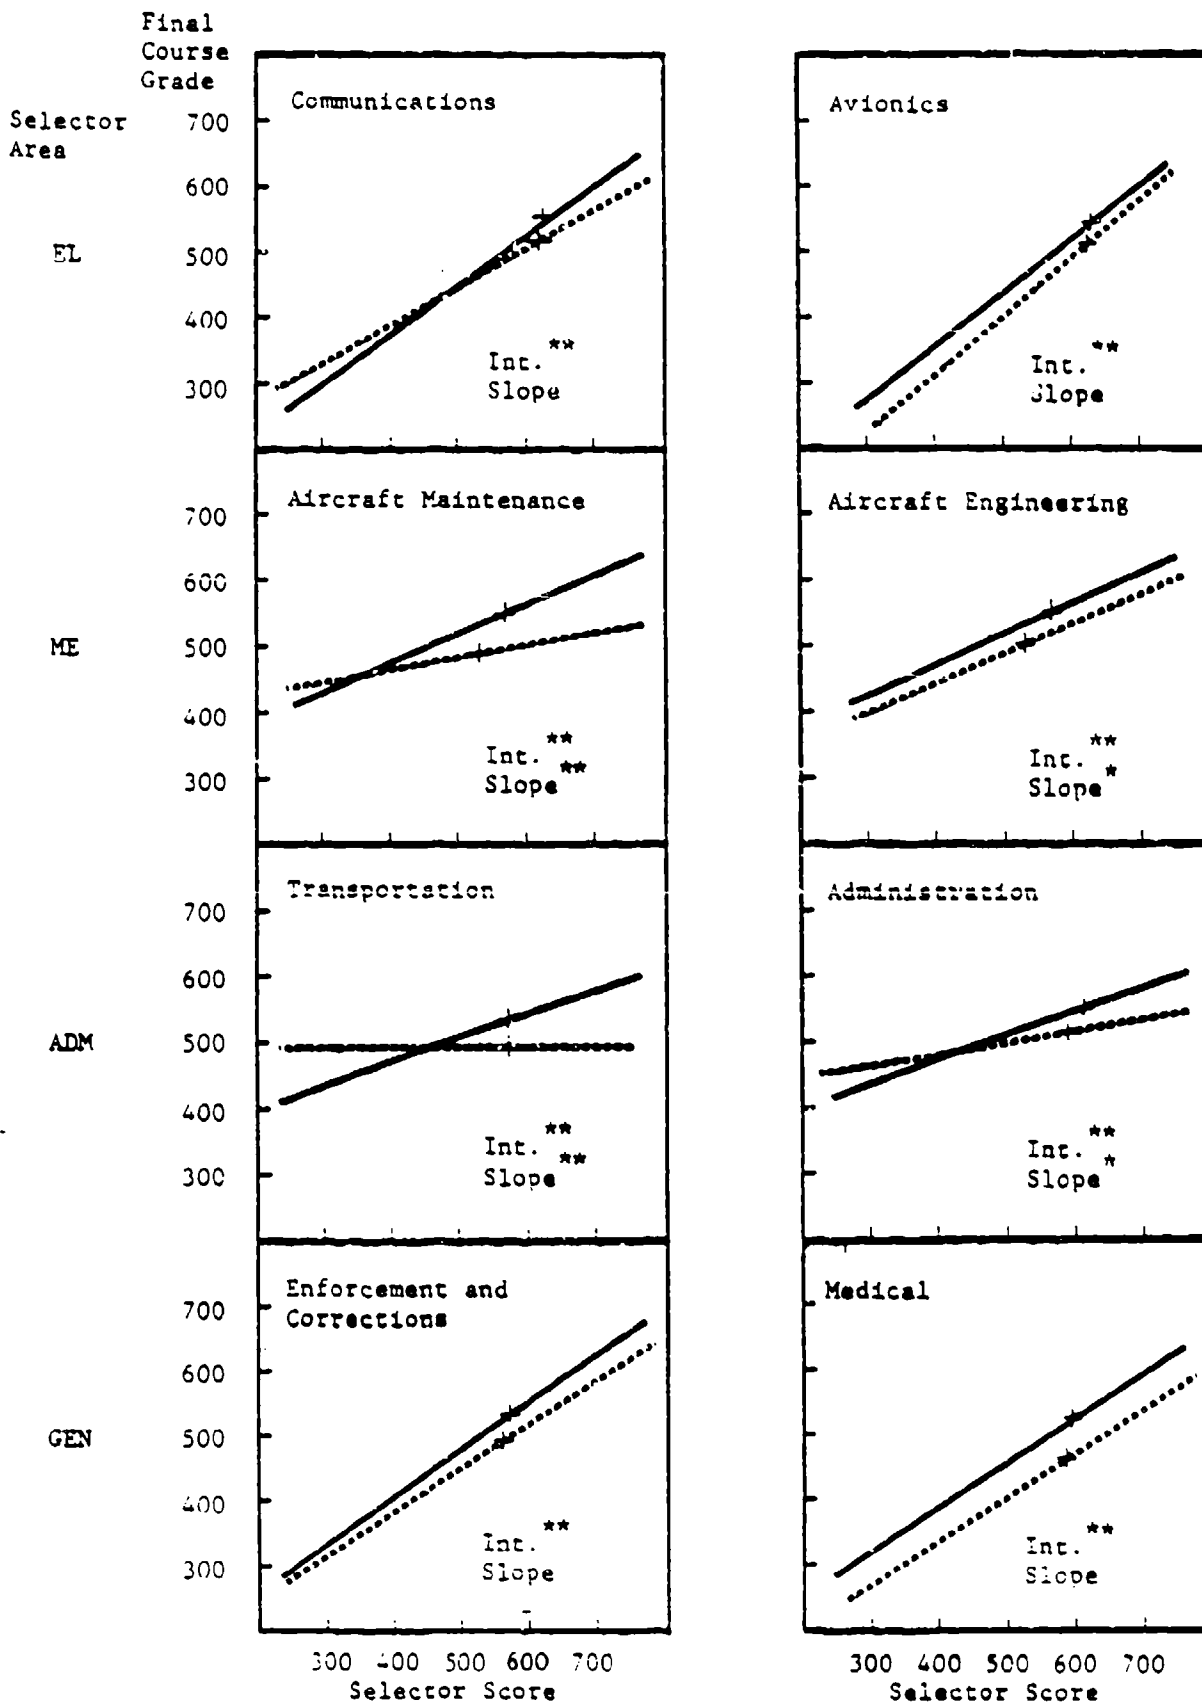 Final
Course
Grade
Selector
Area
Communications
Avionics
700
600
EL
500
400
300
Int.**
Slope
Int.**
Slope
Aircraft Maintenance
Aircraft Engineering
700
600
ME
500
400
300
Int.**
Slope**
Int.**
Slope*
Transportation
Administration
700
600
ADM
500
400
300
Int.**
Slope**
Int.**
Slope*
Enforcement and
Corrections
Medical
700
600
GEN
500
400
300
Int.**
Slope
Int.**
Slope
300 400 500 600 700
300 400 500 600 700
Selector Score
Selector Score